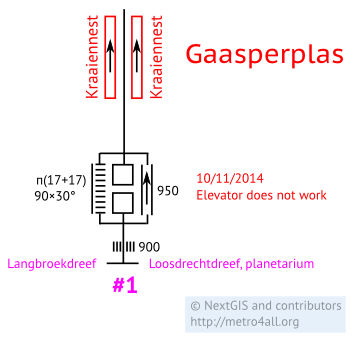 Kraaiennest
Kraaiennest
Gaasperplas
п(17+17)
90×30°
950
10/11/2014
Elevator does not work
900
Langbroekdreef
Loosdrechtdreef, planetarium
#1
© NextGIS and contributors
http://metro4all.org